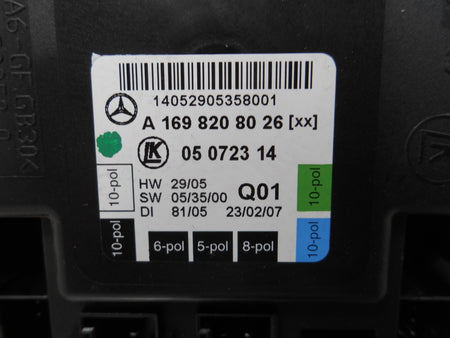 14052905358001
A 169 820 80 26 [xx]
LK 05 0723 14
HW 29/05 Q01
SW 05/35/00
DI 81/05 23/02/07
10-pol
10-pol
10-pol
10-pol
6-pol 5-pol 8-pol